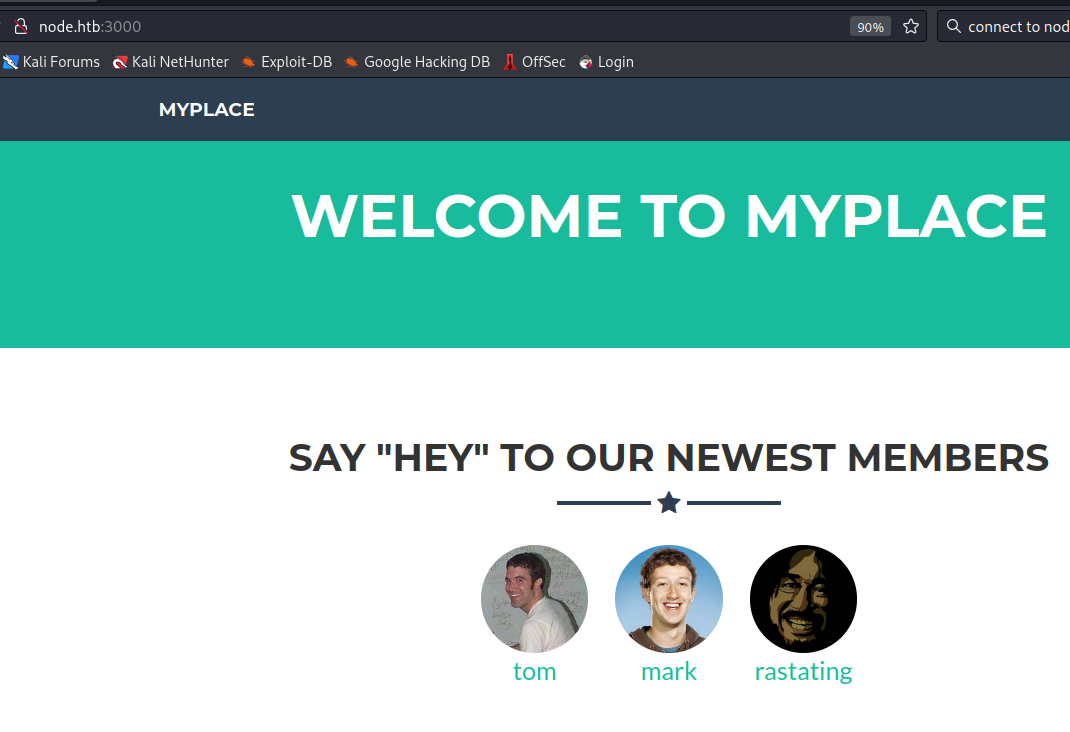 node.htb:3000 90% connect to nod
Kali Forums Kali NetHunter Exploit-DB Google Hacking DB OffSec Login
MYPLACE
WELCOME TO MYPLACE
SAY "HEY" TO OUR NEWEST MEMBERS
tom mark rastating